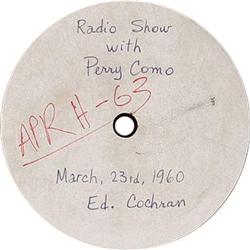 Radio Show
with
Perry Como
APR H-63
March, 23rd, 1960
Ed. Cochran